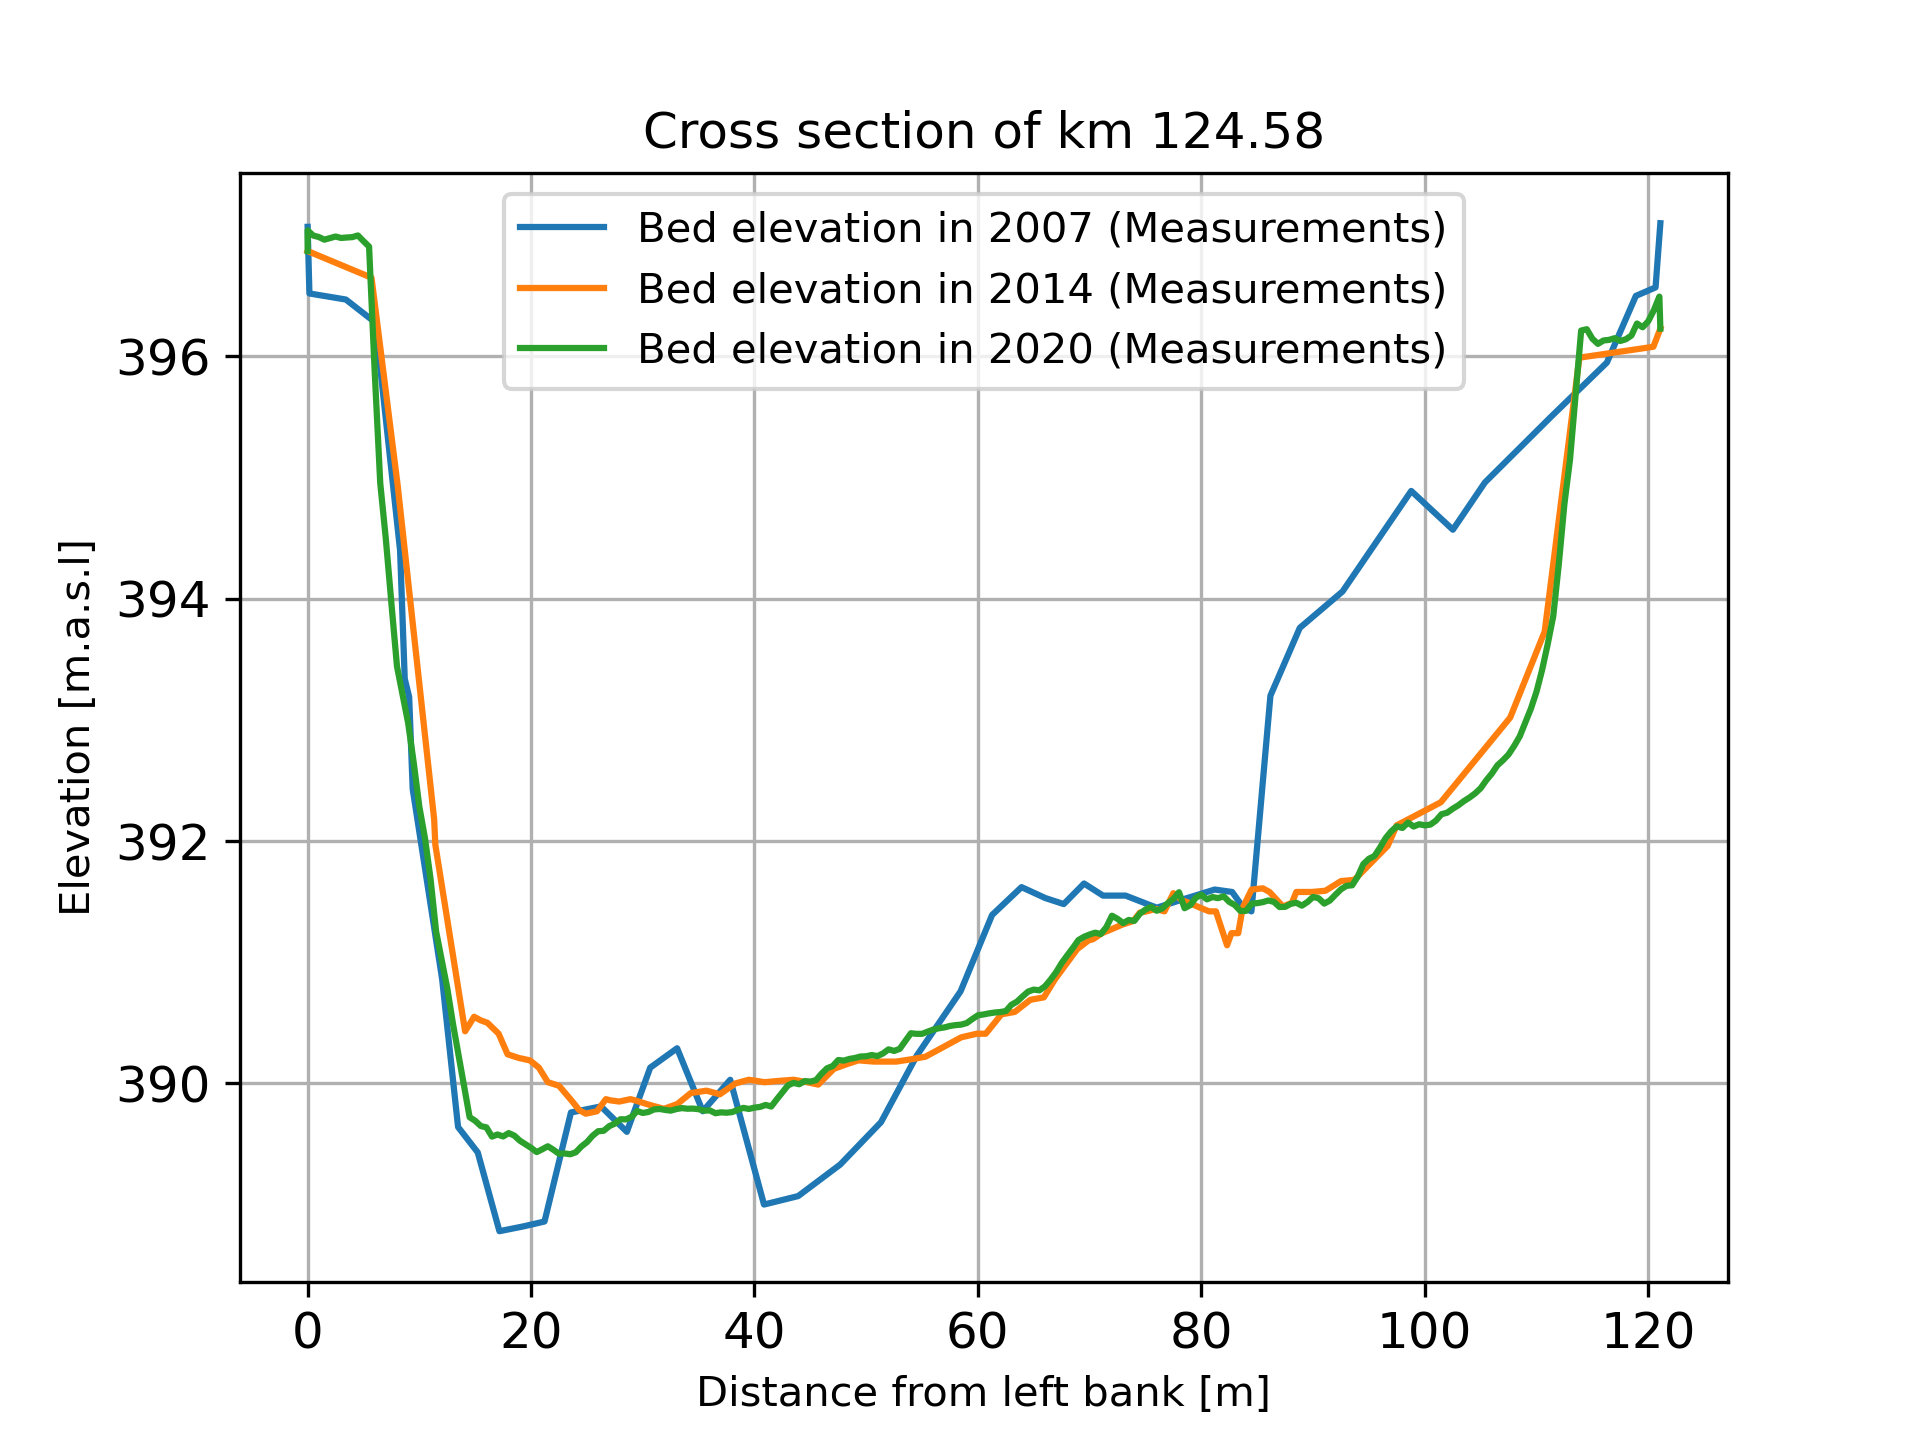 Cross section of km 124.58
Bed elevation in 2007 (Measurements)
Bed elevation in 2014 (Measurements)
Bed elevation in 2020 (Measurements)
Elevation [m.a.s.l]
396
394
392
390
0 20 40 60 80 100 120
Distance from left bank [m]